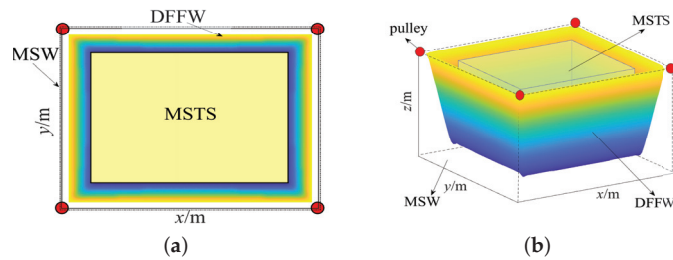 DFFW
MSW
MSTS
y/m
x/m
(a)
pulley
MSTS
z/m
MSW
y/m
x/m
DFFW
(b)